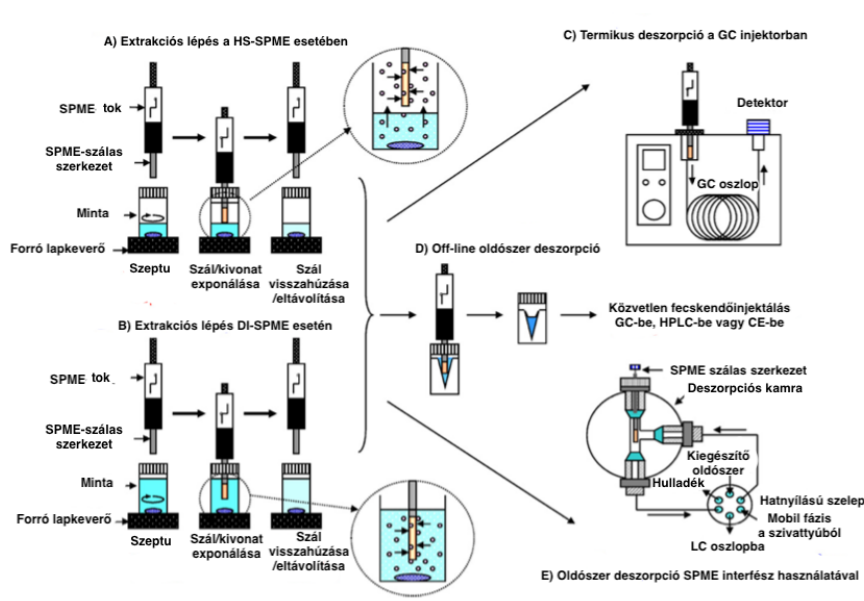 A) Extrakciós lépés a HS-SPME esetében
SPME tok
SPME-szálas
szerkezet
Minta
Forró lapkeverő
Szeptu
Szál/kivonat
exponálása
Szál
visszahúzása
/eltávolítása
B) Extrakciós lépés DI-SPME esetén
SPME tok
SPME-szálas
szerkezet
Minta
Forró lapkeverő
Szeptu
Szál/kivonat
exponálása
Szál
visszahúzása
/eltávolítása
C) Termikus deszorpció a GC injektorban
Detektor
GC oszlop
D) Off-line oldószer deszorpció
Közvetlen fecskendőinjektálás
GC-be, HPLC-be vagy CE-be
SPME szálas szerkezet
Deszorpciós kamra
Kiegészítő
oldószer
Hulladék
Hatnyílású szelep
Mobil fázis
a szivattyúból
LC oszlopba
E) Oldószer deszorpció SPME interfész használatával